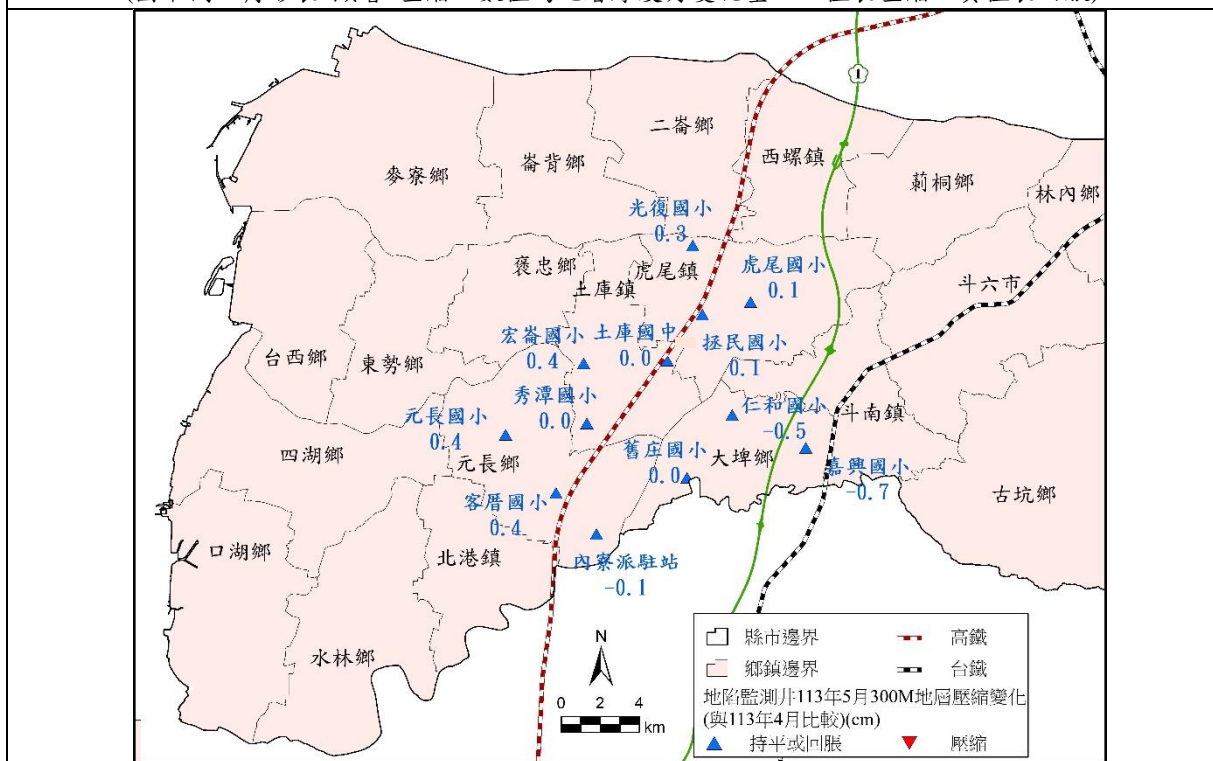 1
二崙鄉
西螺鎮
崙背鄉
麥寮鄉
莿桐鄉
林內鄉
光復國小
0.3
褒忠鄉
虎尾鎮
虎尾國小
0.1
土庫鎮
斗六市
宏崙國小
0.4
土庫國中
0.0
拯民國小
0.1
台西鄉
東勢鄉
秀潭國小
0.0
仁和國小
-0.5
斗南鎮
元長國小
0.4
四湖鄉
元長鄉
舊庄國小
0.0
大埤鄉
嘉興國小
-0.7
古坑鄉
客厝國小
0.4
口湖鄉
北港鎮
內寮派駐站
-0.1
水林鄉
N
0 2 4
km
縣市邊界
高鐵
鄉鎮邊界
台鐵
地陷監測井113年5月300M地層壓縮變化
(與113年4月比較)(cm)
持平或回脹
壓縮